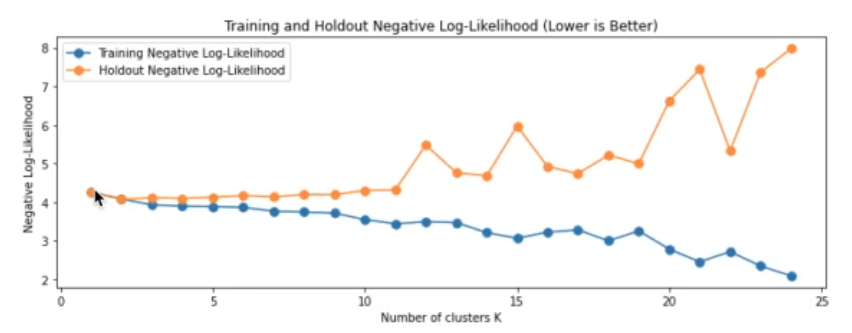 Training and Holdout Negative Log-Likelihood (Lower is Better)
Training Negative Log-Likelihood
Holdout Negative Log-Likelihood
Negative Log-Likelihood
8
7
6
5
4
3
2
0 5 10 15 20 25
Number of clusters K